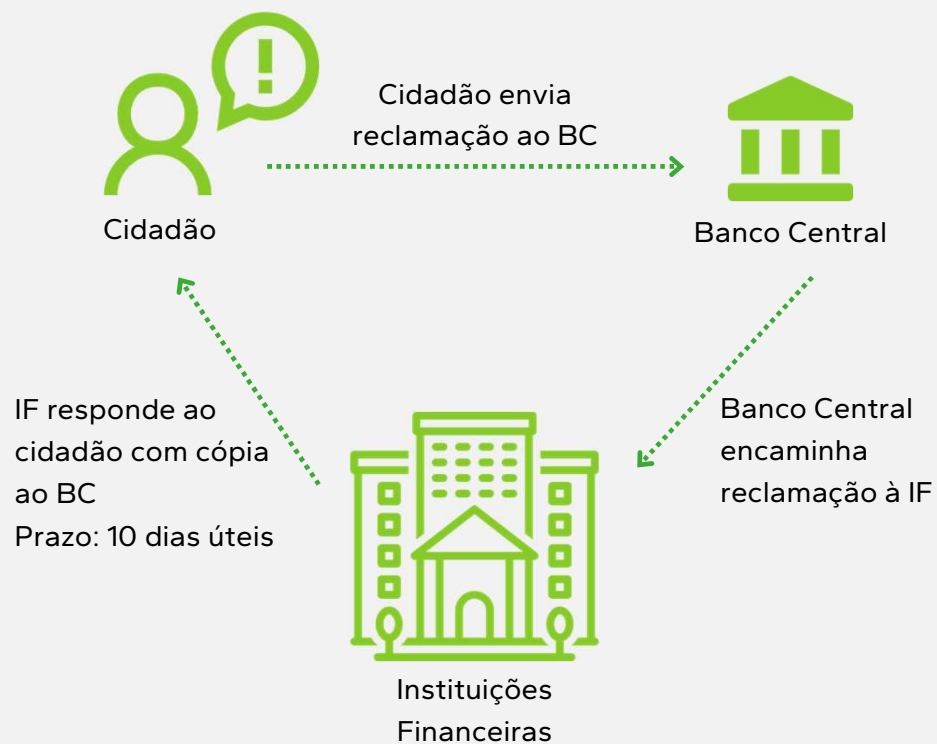 Cidadão envia
reclamação ao BC
Cidadão
Banco Central
IF responde ao
cidadão com cópia
ao BC
Prazo: 10 dias úteis
Banco Central
encaminha
reclamação à IF
Instituições
Financeiras